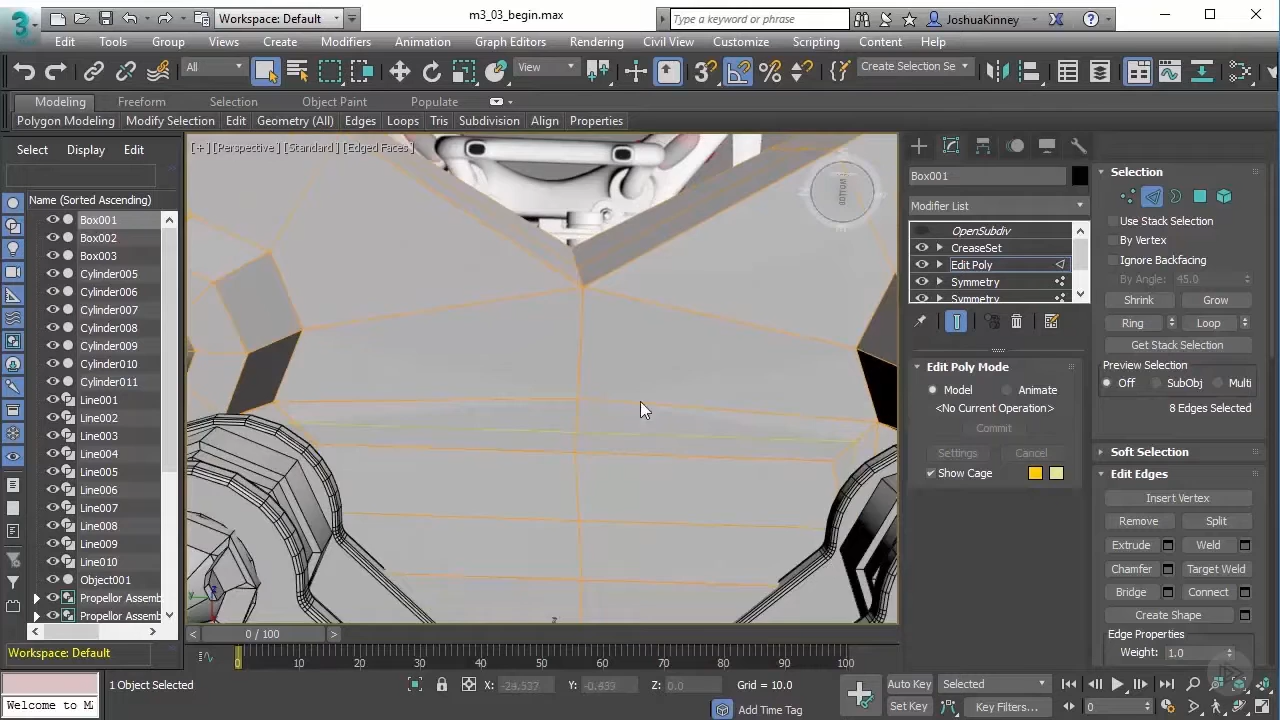 3
Workspace: Default
m3_03_begin.max
Type a keyword or phrase
JoshuaKinney
Edit Tools Group Views Create Modifiers Animation Graph Editors Rendering Civil View Customize Scripting Content Help
All
View
3
Create Selection Se
Modeling Freeform Selection Object Paint Populate
Polygon Modeling Modify Selection Edit Geometry (All) Edges Loops Tris Subdivision Align Properties
Select Display Edit
Name (Sorted Ascending)
Box001
Box002
Box003
Cylinder005
Cylinder006
Cylinder007
Cylinder008
Cylinder009
Cylinder010
Cylinder011
Line001
Line002
Line003
Line004
Line005
Line006
Line007
Line008
Line009
Line010
Object001
Propellor Assemb
Propellor Assemb
Workspace: Default
[+] [Perspective] [Standard] [Edged Faces]
BOTTOM
Box001
Modifier List
OpenSubdiv
CreaseSet
Edit Poly
Symmetry
Symmetry
Edit Poly Mode
Model Animate
<No Current Operation>
Commit
Settings Cancel
Show Cage
Selection
Use Stack Selection
By Vertex
Ignore Backfacing
By Angle: 45.0
Shrink Grow
Ring Loop
Get Stack Selection
Preview Selection
Off SubObj Multi
8 Edges Selected
Soft Selection
Edit Edges
Insert Vertex
Remove Split
Extrude Weld
Chamfer Target Weld
Bridge Connect
Create Shape
Edge Properties
Weight: 1.0
< 0 / 100 >
0 10 20 30 40 50 60 70 80 90 100
Welcome to M
1 Object Selected
X: -24.527 Y: -0.439 Z: 0.0 Grid = 10.0
Add Time Tag
Auto Key Selected
Set Key Key Filters...
0